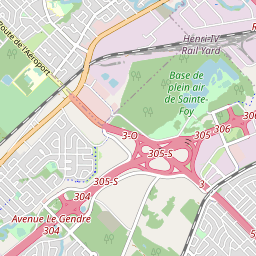 Route de l'Aéroport
Henri-IV
Rail Yard
Base de
plein air
de Sainte-
Foy
3-O
305
306
305-S
305-S
3
304
Avenue Le Gendre
304